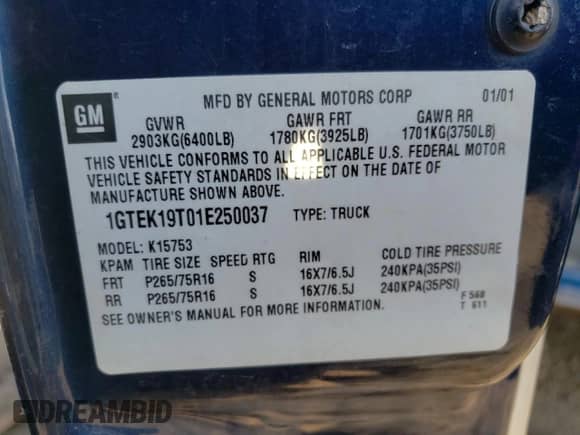 GM ®
MFD BY GENERAL MOTORS CORP 01/01
GVWR GAWR FRT GAWR RR
2903KG(6400LB) 1780KG(3925LB) 1701KG(3750LB)
THIS VEHICLE CONFORMS TO ALL APPLICABLE U.S. FEDERAL MOTOR
VEHICLE SAFETY STANDARDS IN EFFECT ON THE DATE OF
MANUFACTURE SHOWN ABOVE.
1GTEK19T01E250037 TYPE: TRUCK
MODEL: K15753
KPAM TIRE SIZE SPEED RTG RIM COLD TIRE PRESSURE
FRT P265/75R16 S 16X7/6.5J 240KPA(35PSI)
RR P265/75R16 S 16X7/6.5J 240KPA(35PSI)
SEE OWNER'S MANUAL FOR MORE INFORMATION.
F 568
T 611
DREAMBID